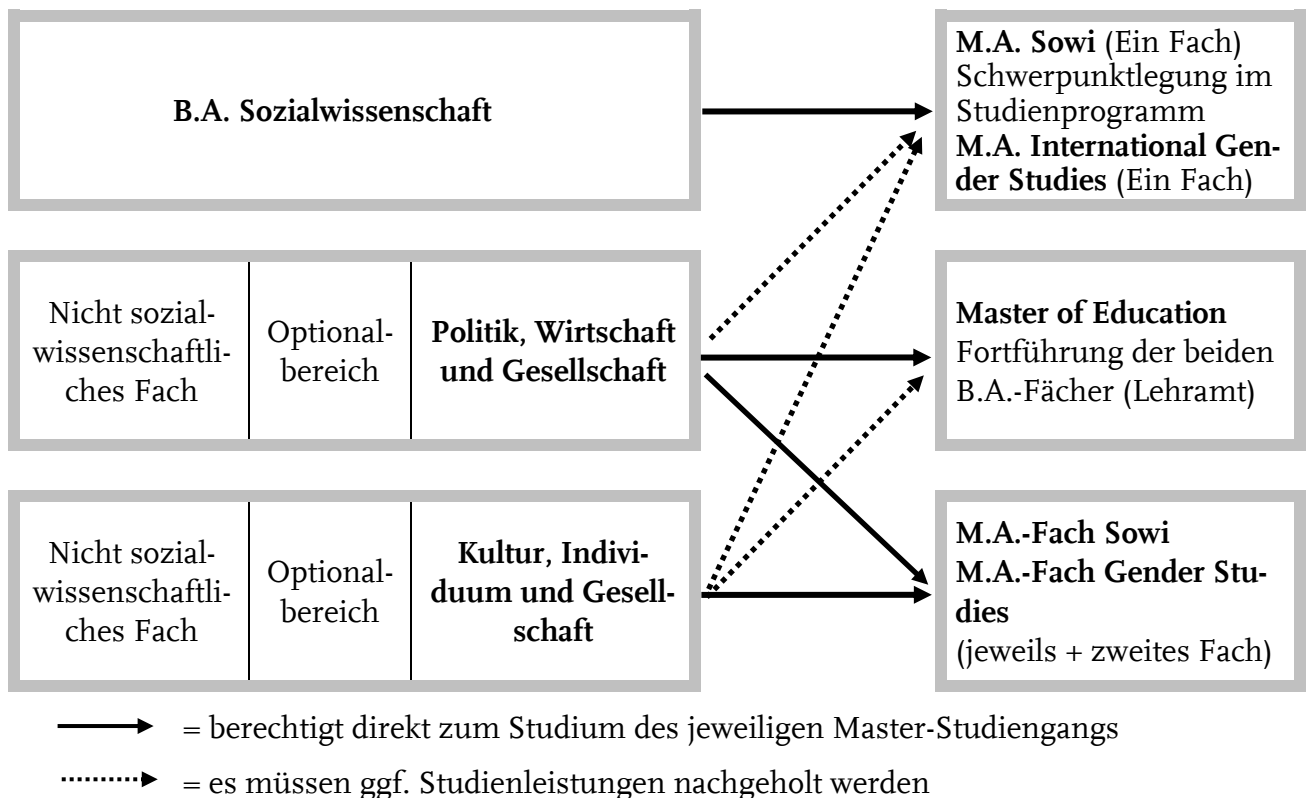 B.A. Sozialwissenschaft
M.A. Sowi (Ein Fach)
Schwerpunktlegung im
Studienprogramm
M.A. International Gen-
der Studies (Ein Fach)
Nicht sozial-
wissenschaftli-
ches Fach
Optional-
bereich
Politik, Wirtschaft
und Gesellschaft
Master of Education
Fortführung der beiden
B.A.-Fächer (Lehramt)
Nicht sozial-
wissenschaftli-
ches Fach
Optional-
bereich
Kultur, Indivi-
duum und Gesell-
schaft
M.A.-Fach Sowi
M.A.-Fach Gender Stu-
dies
(jeweils + zweites Fach)
= berechtigt direkt zum Studium des jeweiligen Master-Studiengangs
= es müssen ggf. Studienleistungen nachgeholt werden